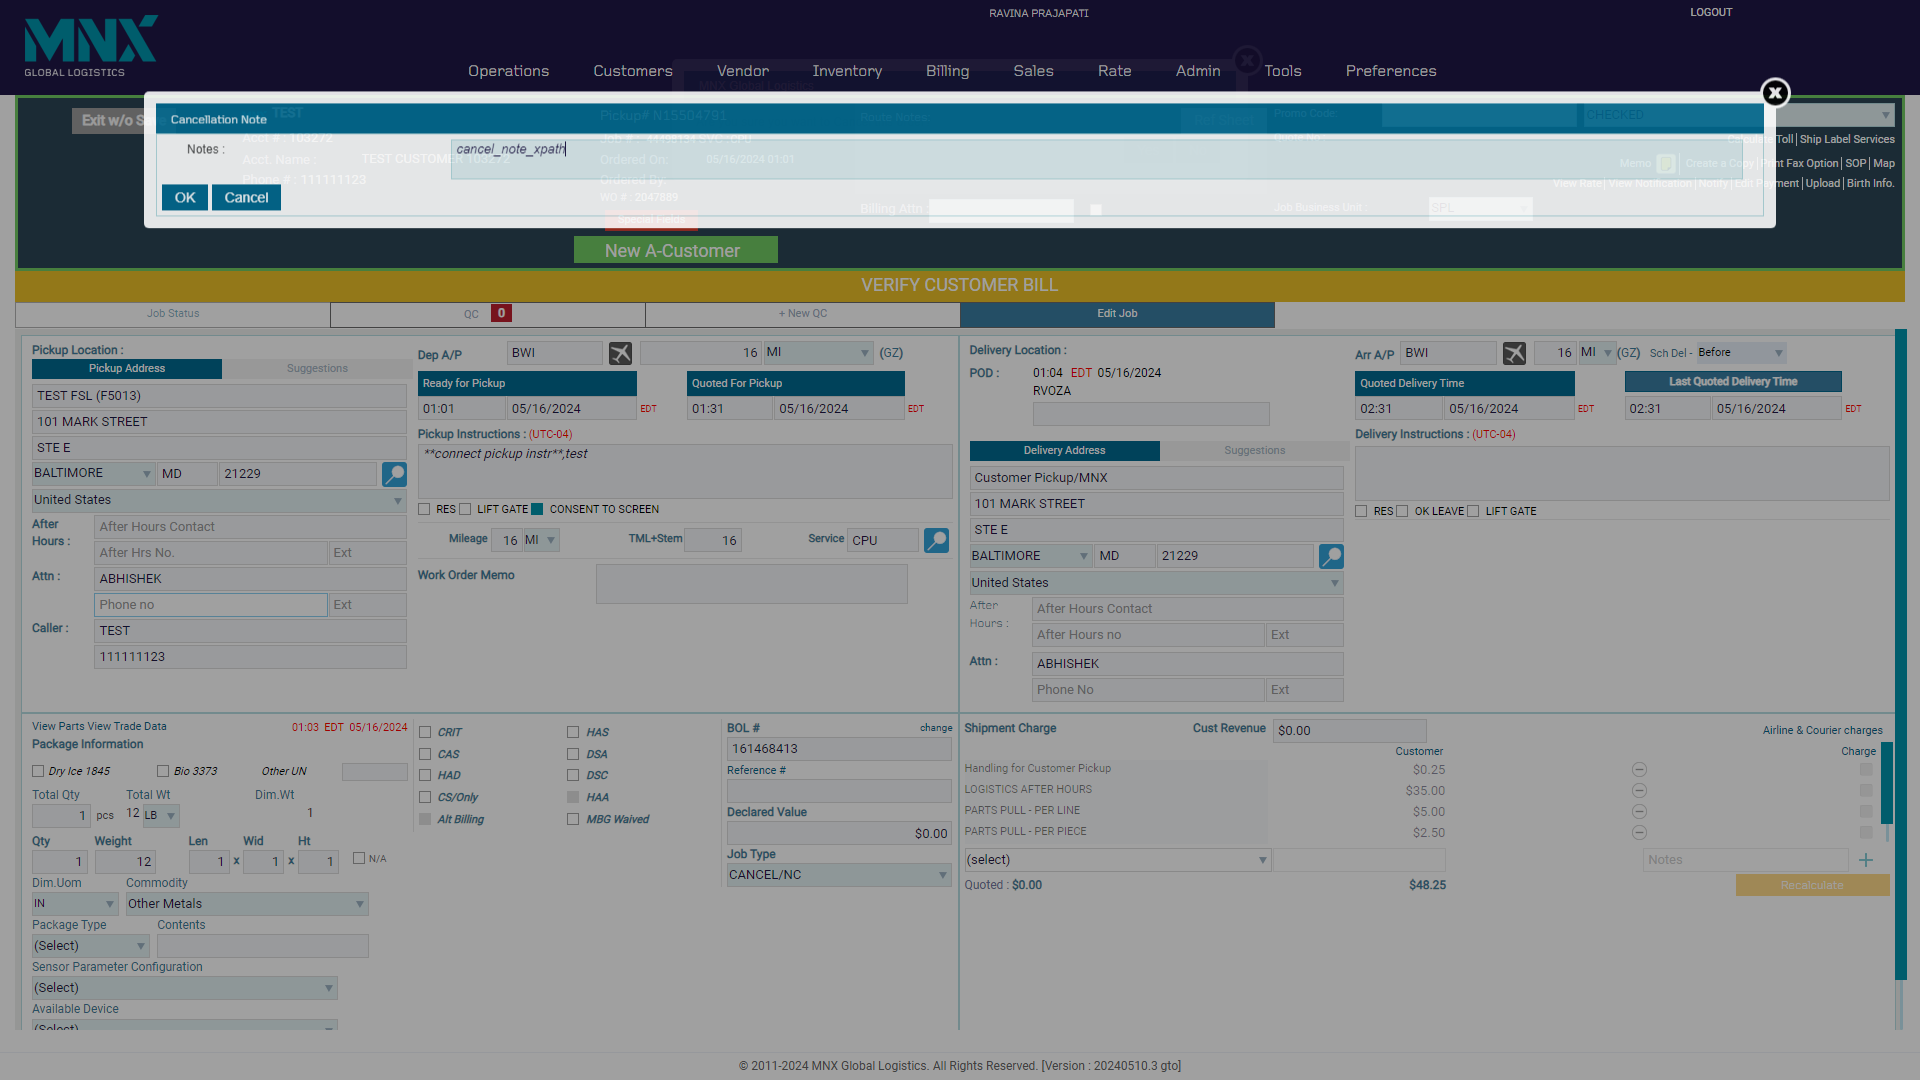 RAVINA PRAJAPATI
LOGOUT
MNX
GLOBAL LOGISTICS
Operations
Customers
Vendor
Inventory
Billing
Sales
Rate
Admin
Tools
Preferences
Exit w/o
TEST
Pickup# N15504791
Route Notes
Promo Code
CHECKED
Cancellation Note
Acct # : 103272
Toll | Ship Label Services
Notes :
cancel_note_xpath
Acct. Name :
TEST CUSTOMER 103272
Ordered On:
05/16/2024 01:01
Memo
Create a Copy | Print Fax Option | SOP | Map
Phone # : 111111123
Ordered By:
View Rate | View Notification | Notify | Edit Payment | Upload | Birth Info.
OK
Cancel
WO # : 2047889
Special Fields
Billing Attn
Job Business Unit :
SPL
New A-Customer
VERIFY CUSTOMER BILL
Job Status
QC 0
+ New QC
Edit Job
Pickup Location :
Pickup Address
Suggestions
TEST FSL (F5013)
101 MARK STREET
STE E
BALTIMORE
MD
21229
United States
After Hours :
After Hours Contact
After Hrs No.
Ext
Attn :
ABHISHEK
Phone no
Ext
Caller :
TEST
111111123
Dep A/P
BWI
16
MI
(GZ)
Ready for Pickup
Quoted For Pickup
01:01
05/16/2024
EDT
01:31
05/16/2024
EDT
Pickup Instructions : (UTC-04)
**connect pickup instr**,test
RES
LIFT GATE
CONSENT TO SCREEN
Mileage
16
MI
TML+Stem
16
Service
CPU
Work Order Memo
Delivery Location :
POD :
01:04 EDT 05/16/2024
RVOZA
Delivery Address
Suggestions
Customer Pickup/MNX
101 MARK STREET
STE E
BALTIMORE
MD
21229
United States
After Hours :
After Hours Contact
After Hours no
Ext
Attn :
ABHISHEK
Phone No
Ext
Arr A/P
BWI
16
MI
(GZ)
Sch Del -
Before
Quoted Delivery Time
Last Quoted Delivery Time
02:31
05/16/2024
EDT
02:31
05/16/2024
EDT
Delivery Instructions : (UTC-04)
RES
OK LEAVE
LIFT GATE
View Parts View Trade Data
01:03 EDT 05/16/2024
Package Information
Dry Ice 1845
Bio 3373
Other UN
Total Qty
Total Wt
Dim.Wt
1
pcs
12
LB
1
Qty
Weight
Len
Wid
Ht
1
12
1
x
1
x
1
N/A
Dim.Uom
Commodity
IN
Other Metals
Package Type
Contents
(Select)
Sensor Parameter Configuration
(Select)
Available Device
(Select)
CRIT
HAS
CAS
DSA
HAD
DSC
CS/Only
HAA
Alt Billing
MBG Waived
BOL #
change
161468413
Reference #
Declared Value
$0.00
Job Type
CANCEL/NC
Shipment Charge
Cust Revenue
$0.00
Airline & Courier charges
Customer
Charge
Handling for Customer Pickup
$0.25
LOGISTICS AFTER HOURS
$35.00
PARTS PULL - PER LINE
$5.00
PARTS PULL - PER PIECE
$2.50
(select)
Notes
Quoted : $0.00
$48.25
Recalculate
© 2011-2024 MNX Global Logistics. All Rights Reserved. [Version : 20240510.3 gto]